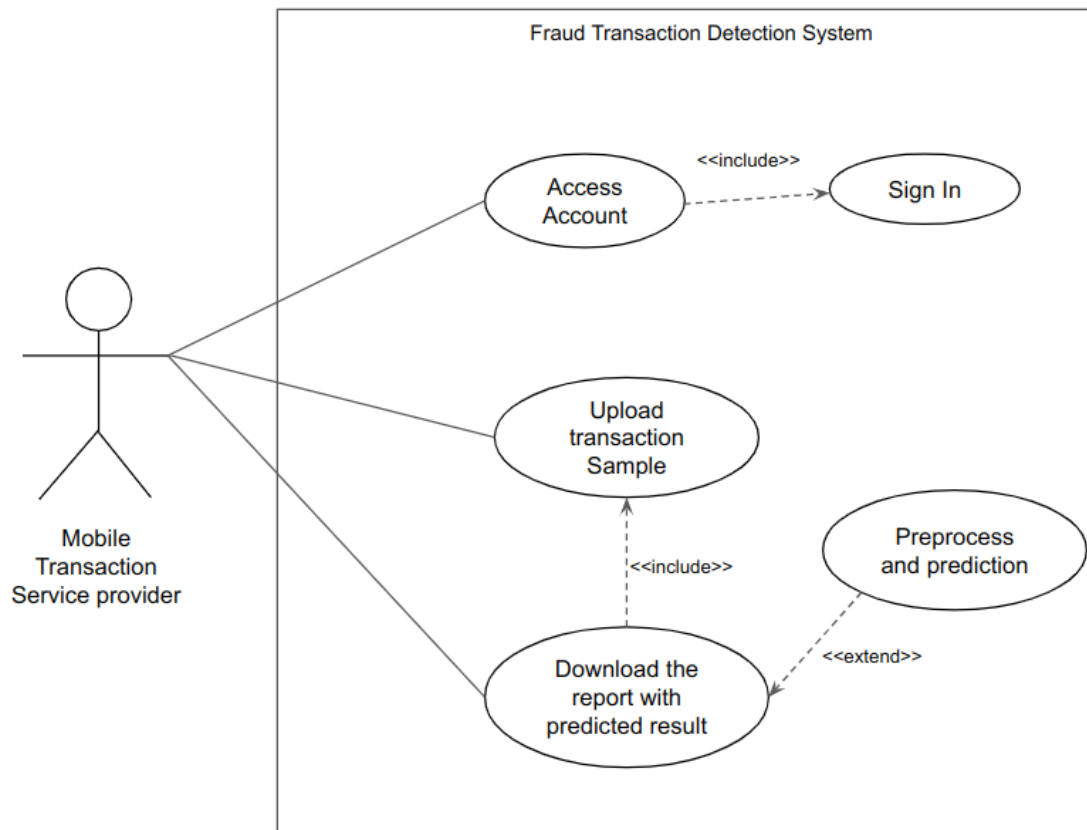 Fraud Transaction Detection System
<<include>>
Access
Account
Sign In
Upload
transaction
Sample
Mobile
Transaction
Service provider
Preprocess
and prediction
<<include>>
<<extend>>
Download the
report with
predicted result